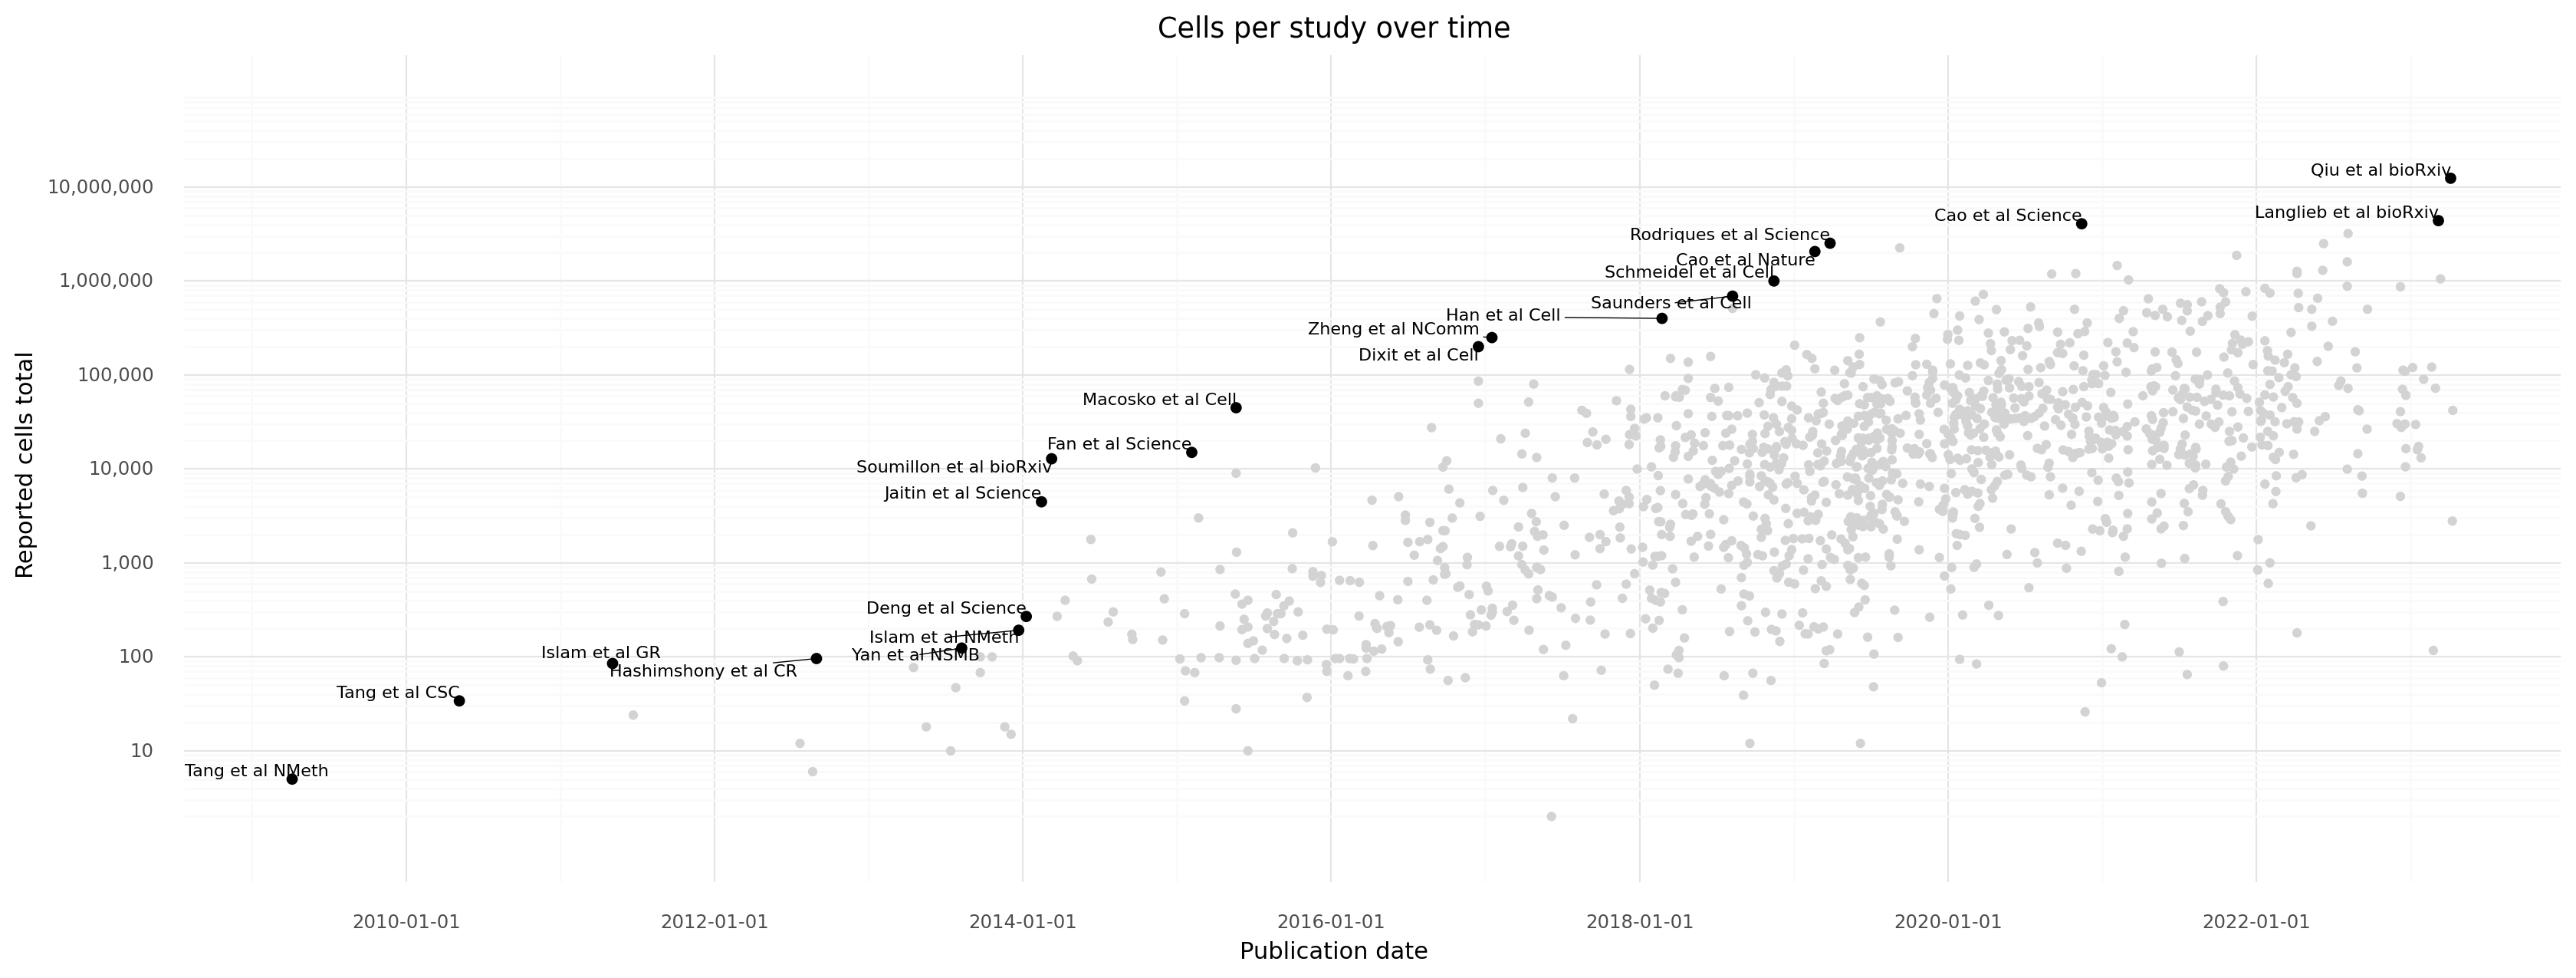 Cells per study over time
Reported cells total
10,000,000
1,000,000
100,000
10,000
1,000
100
10
Qiu et al bioRxiv
Langlieb et al bioRxiv
Cao et al Science
Rodriques et al Science
Cao et al Nature
Schmeidel et al Cell
Saunders et al Cell
Han et al Cell
Zheng et al NComm
Dixit et al Cell
Macosko et al Cell
Fan et al Science
Soumillon et al bioRxiv
Jaitin et al Science
Deng et al Science
Islam et al NMeth
Yan et al NSMB
Islam et al GR
Hashimshony et al CR
Tang et al CSC
Tang et al NMeth
2010-01-01
2012-01-01
2014-01-01
2016-01-01
2018-01-01
2020-01-01
2022-01-01
Publication date